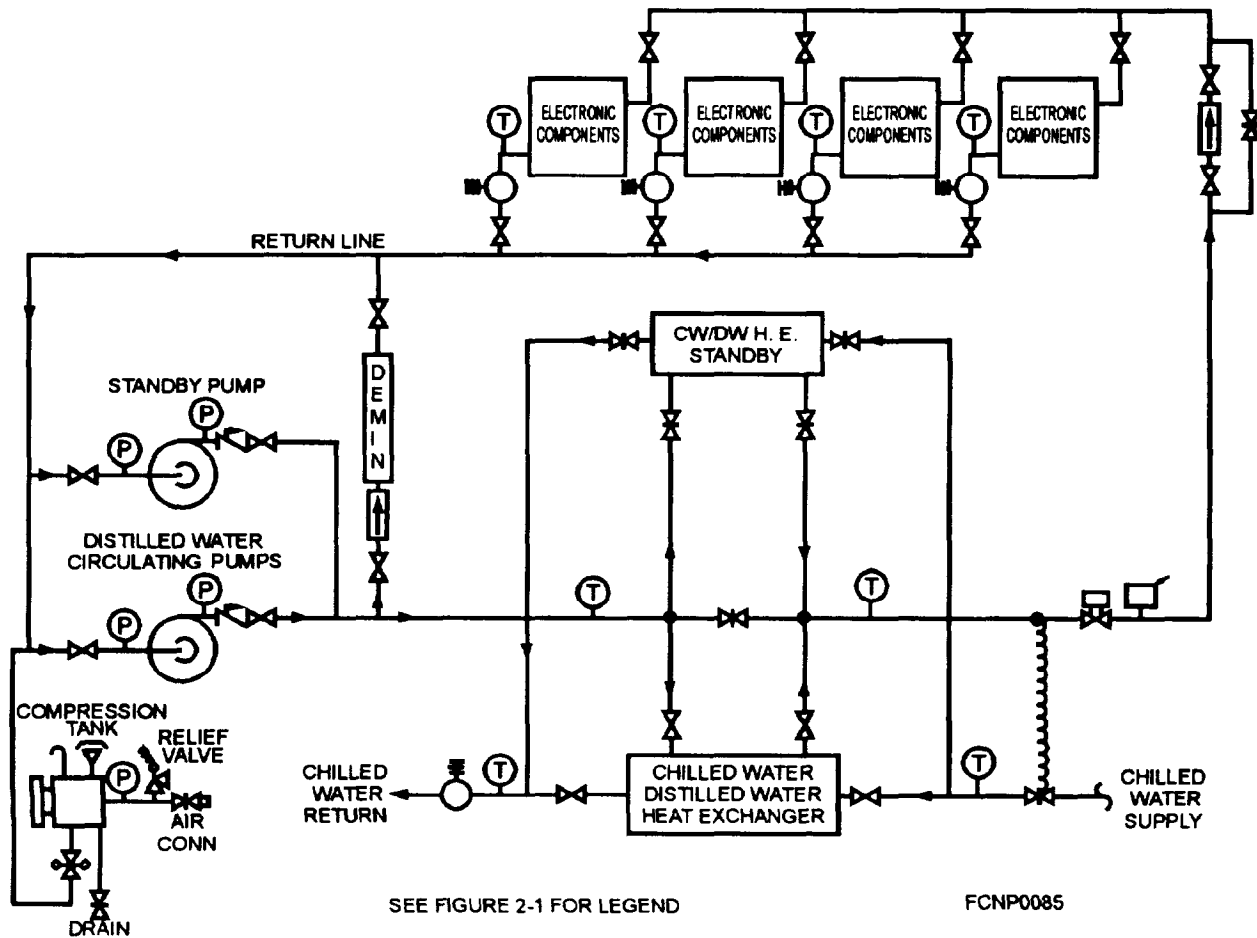 ELECTRONIC
COMPONENTS
ELECTRONIC
COMPONENTS
ELECTRONIC
COMPONENTS
ELECTRONIC
COMPONENTS
T
T
T
T
RETURN LINE
CW/DW H. E.
STANDBY
DEMIN
STANDBY PUMP
P
P
DISTILLED WATER
CIRCULATING PUMPS
P
P
T
T
COMPRESSION
TANK
RELIEF
VALVE
P
AIR
CONN
DRAIN
CHILLED
WATER
RETURN
T
CHILLED WATER
DISTILLED WATER
HEAT EXCHANGER
T
CHILLED
WATER
SUPPLY
SEE FIGURE 2-1 FOR LEGEND
FCNP0085